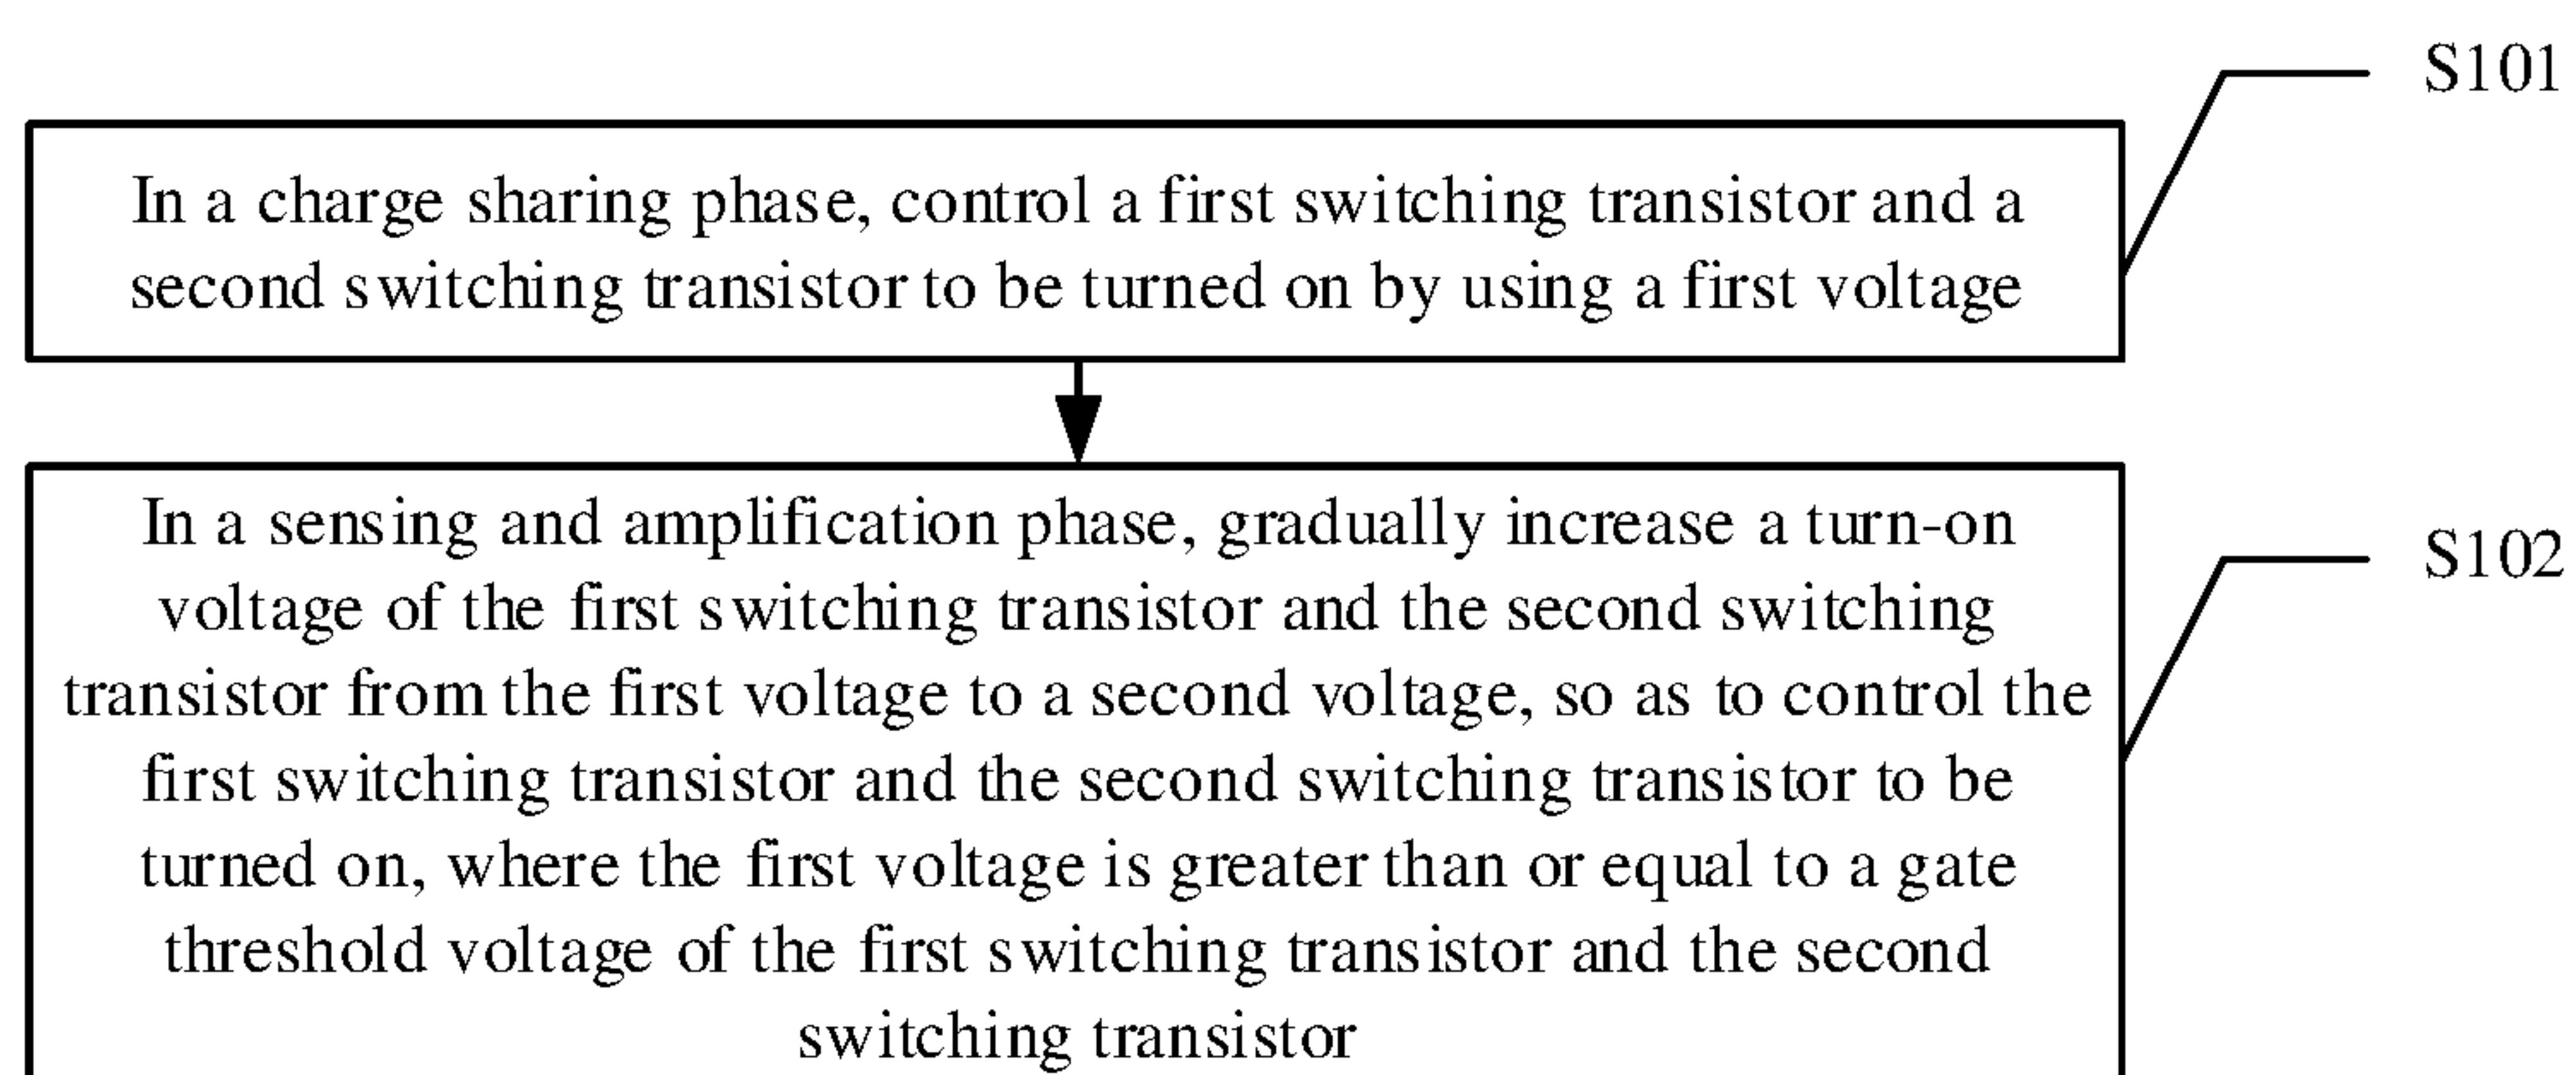 S101
In a charge sharing phase, control a first switching transistor and a
second switching transistor to be turned on by using a first voltage
In a sensing and amplification phase, gradually increase a turn-on
voltage of the first switching transistor and the second switching
transistor from the first voltage to a second voltage, so as to control the
first switching transistor and the second switching transistor to be
turned on, where the first voltage is greater than or equal to a gate
threshold voltage of the first switching transistor and the second
switching transistor
S102